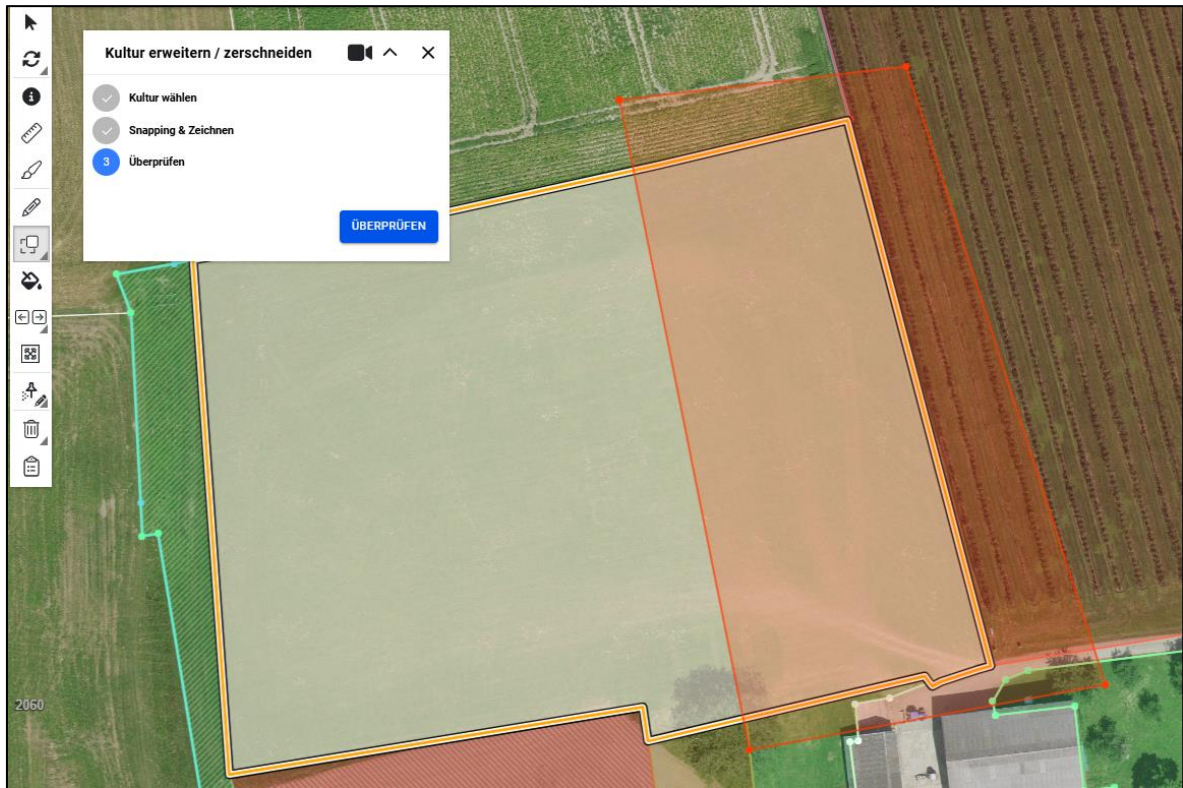 Kultur erweitern / zerschneiden
Kultur wählen
Snapping & Zeichnen
3 Überprüfen
ÜBERPRÜFEN
2060